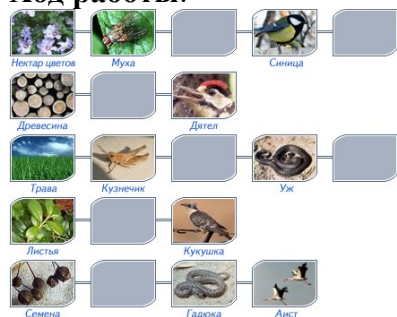 Ход работы:
Нектар цветов Муха Синица
Древесина Дятел
Трава Кузнечик Уж
Листья Кукушка
Семена Гадюка Аист